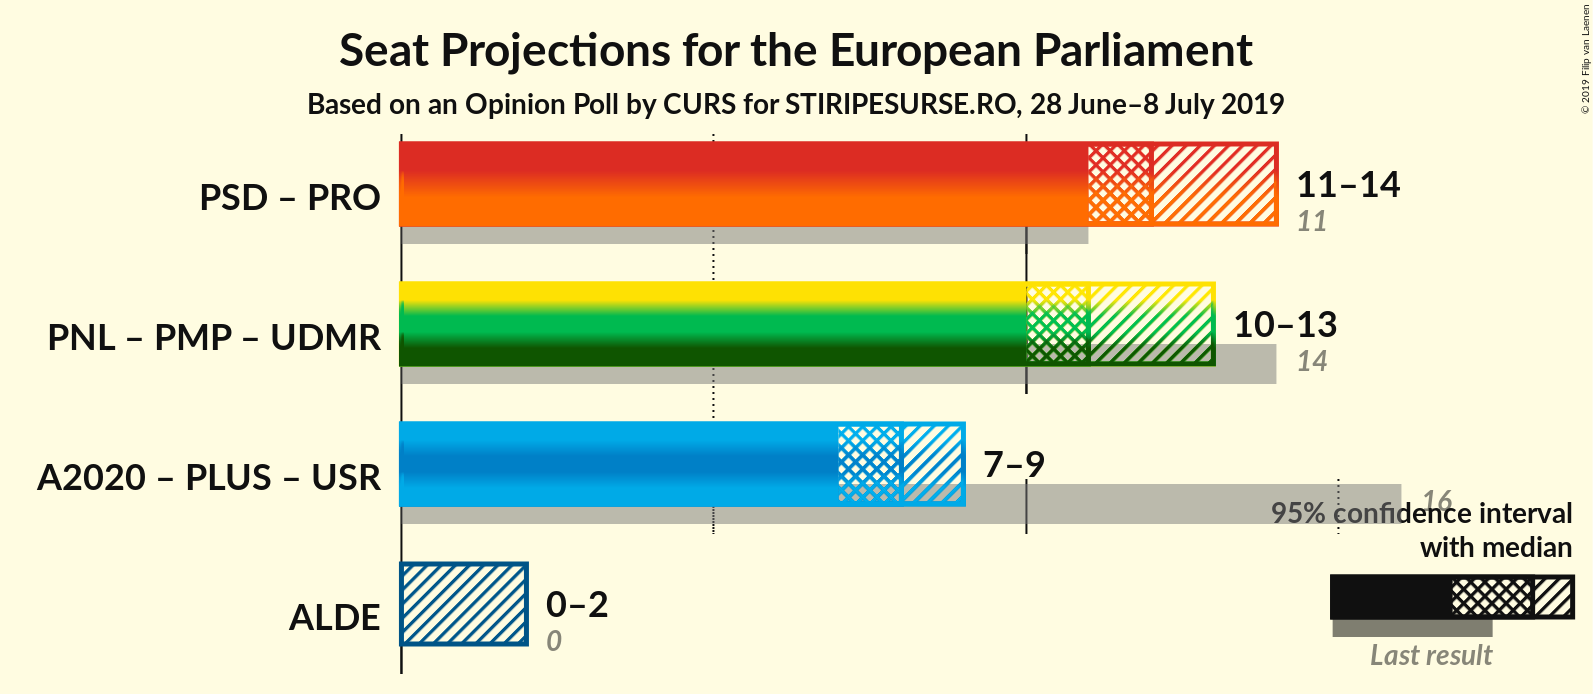 Seat Projections for the European Parliament
Based on an Opinion Poll by CURS for STIRIPESURSE.RO, 28 June–8 July 2019
© 2019 Filip van Laenen
PSD – PRO
11–14
11
PNL – PMP – UDMR
10–13
14
A2020 – PLUS – USR
7–9
16
95% confidence interval
with median
ALDE
0–2
0
Last result